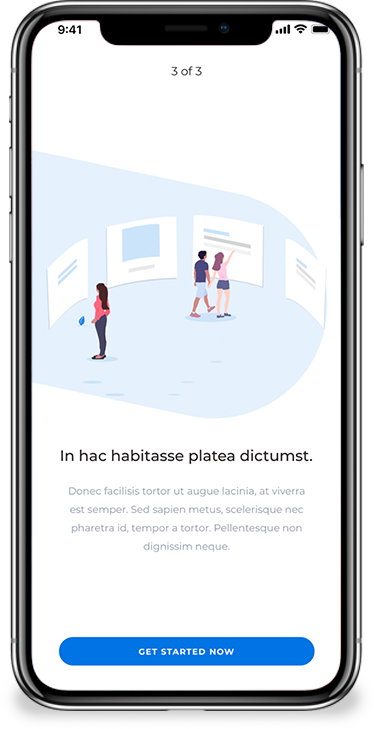 9:41
3 of 3
In hac habitasse platea dictumst.
Donec facilisis tortor ut augue lacinia, at viverra
est semper. Sed sapien metus, scelerisque nec
pharetra id, tempor a tortor. Pellentesque non
dignissim neque.
GET STARTED NOW